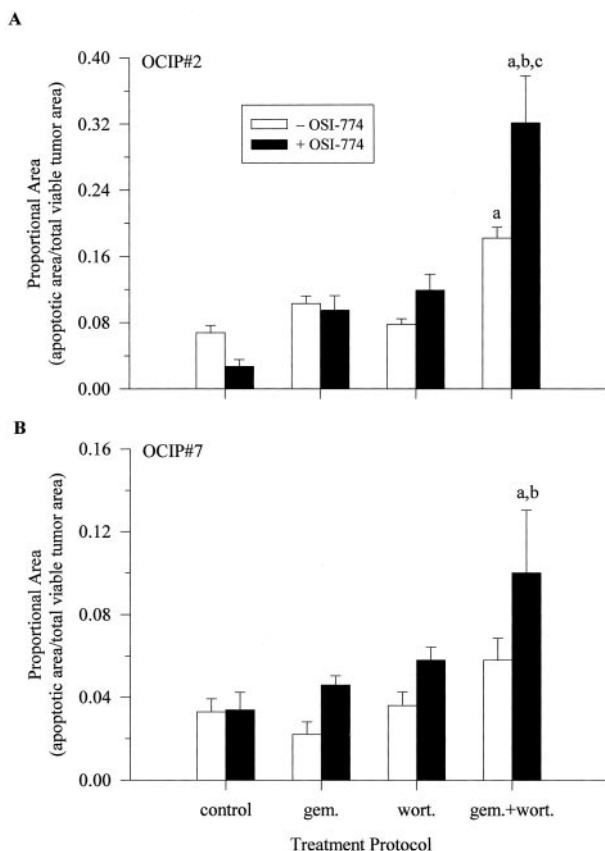 A
OCIP#2
– OSI-774
+ OSI-774
a,b,c
a
0.40
0.32
0.24
0.16
0.08
0.00
Proportional Area
(apoptotic area/total viable tumor area)
B
OCIP#7
a,b
0.16
0.12
0.08
0.04
0.00
Proportional Area
(apoptotic area/total viable tumor area)
control gem. wort. gem.+wort.
Treatment Protocol